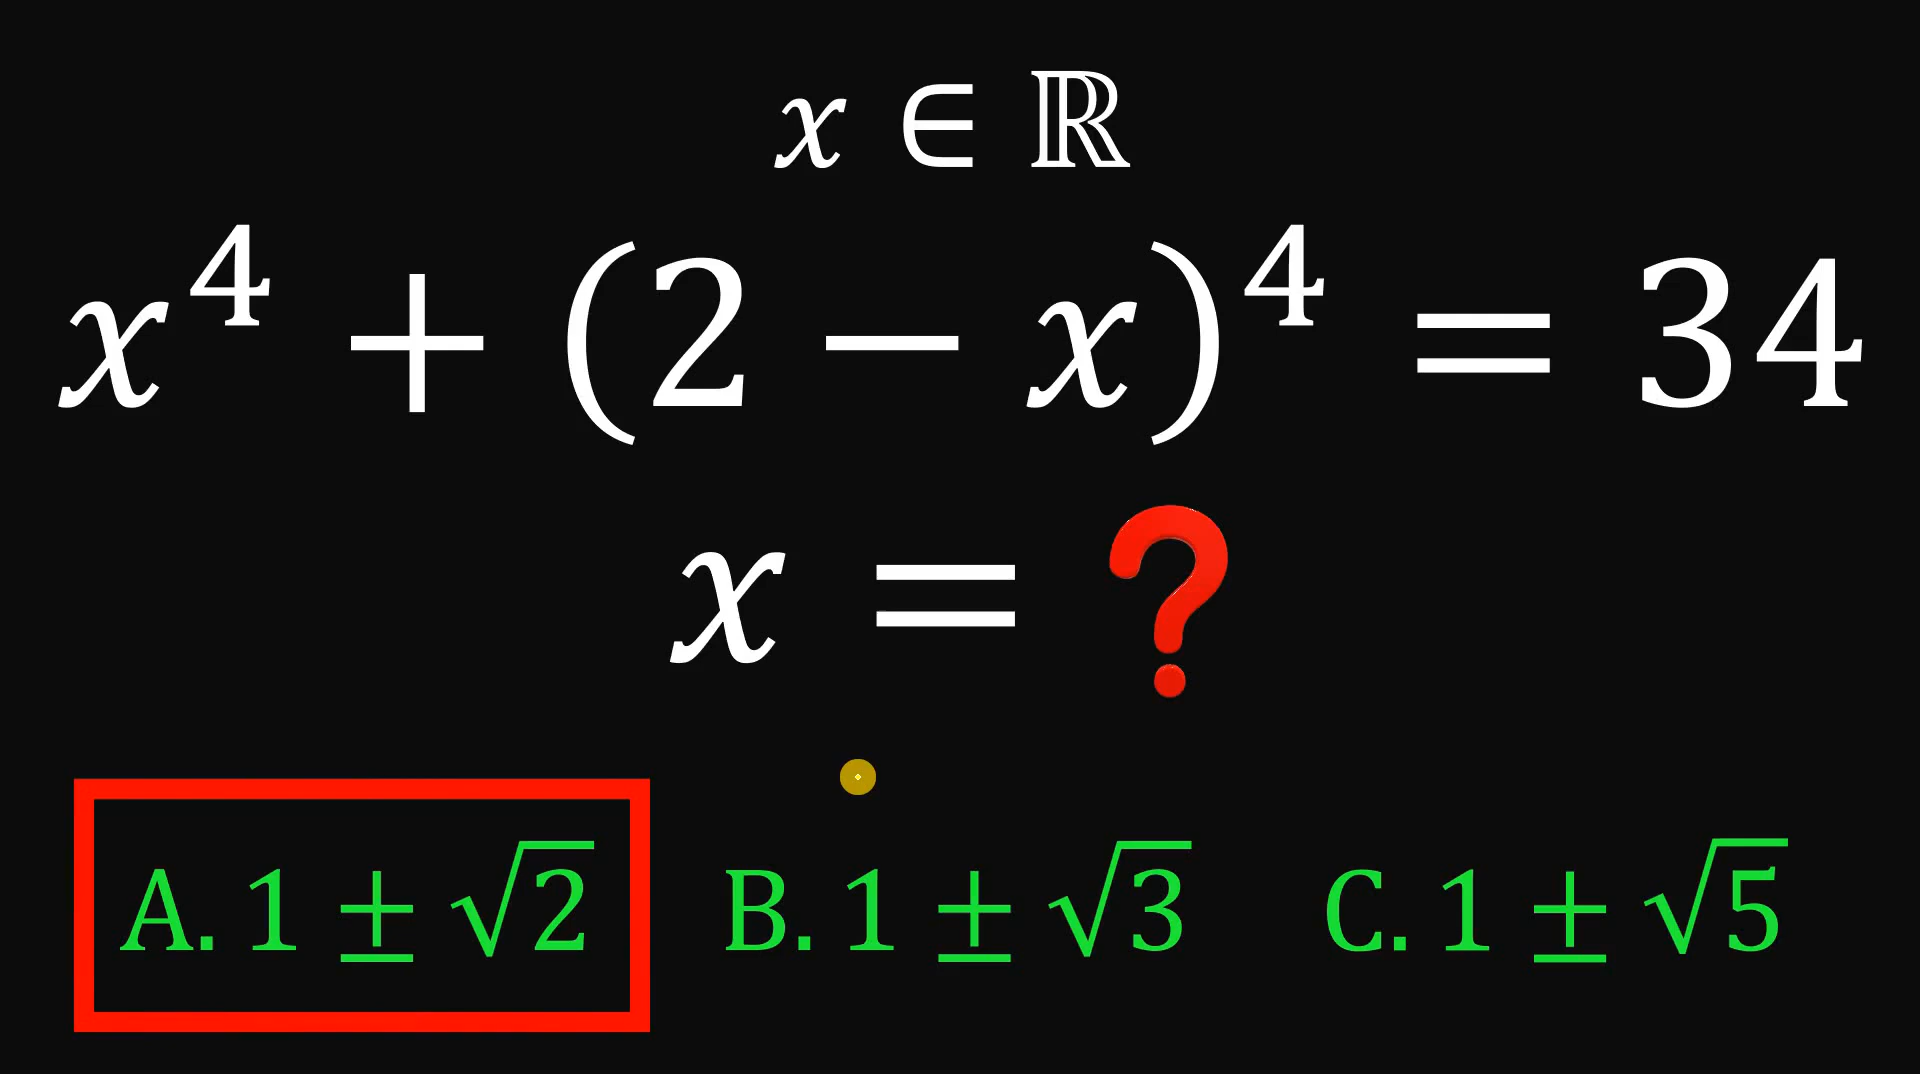 x ∈ ℝ
x⁴ + (2 − x)⁴ = 34
x = ❓
A. 1 ± √2 B. 1 ± √3 C. 1 ± √5